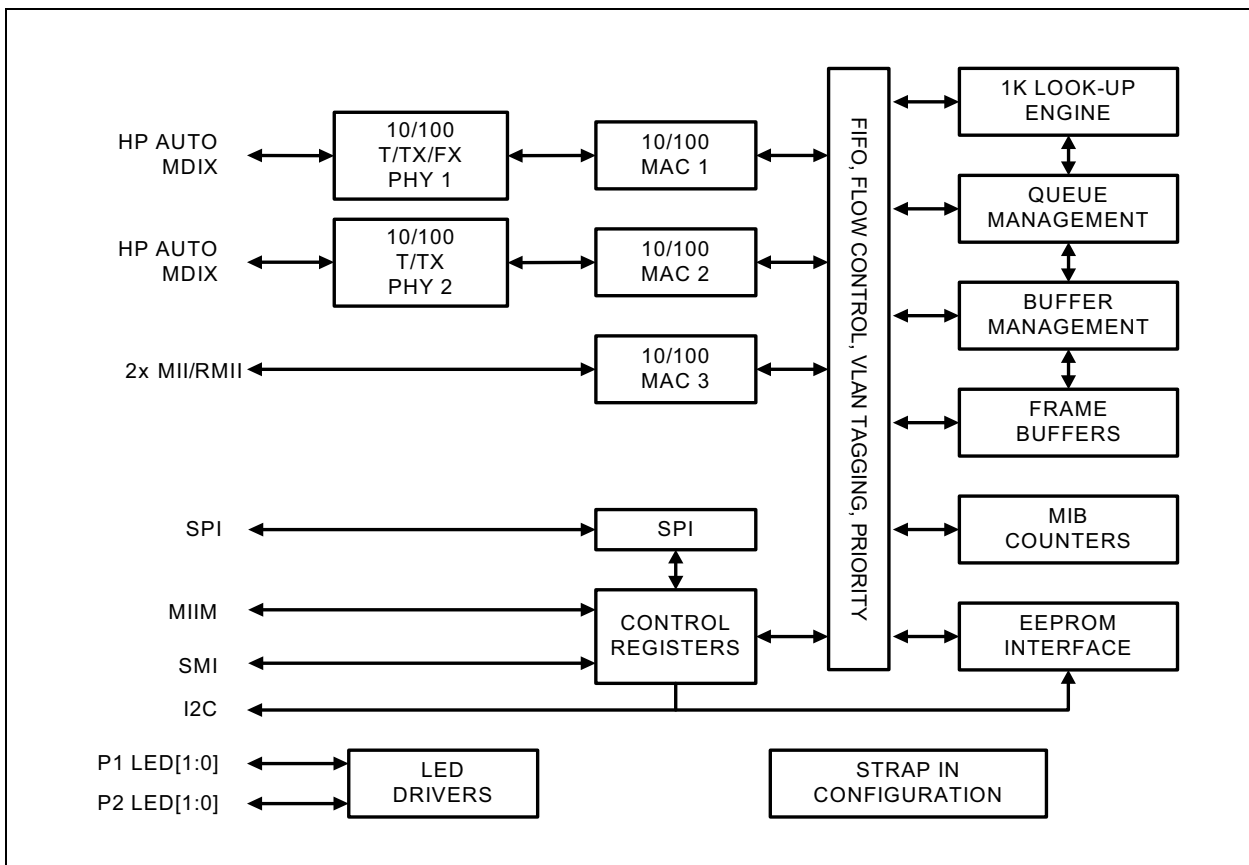 HP AUTO
MDIX
10/100
T/TX/FX
PHY 1
10/100
MAC 1
HP AUTO
MDIX
10/100
T/TX
PHY 2
10/100
MAC 2
2x MII/RMII
10/100
MAC 3
SPI
SPI
MIIM
SMI
CONTROL
REGISTERS
I2C
P1 LED[1:0]
P2 LED[1:0]
LED
DRIVERS
FIFO, FLOW CONTROL, VLAN TAGGING, PRIORITY
1K LOOK-UP
ENGINE
QUEUE
MANAGEMENT
BUFFER
MANAGEMENT
FRAME
BUFFERS
MIB
COUNTERS
EEPROM
INTERFACE
STRAP IN
CONFIGURATION